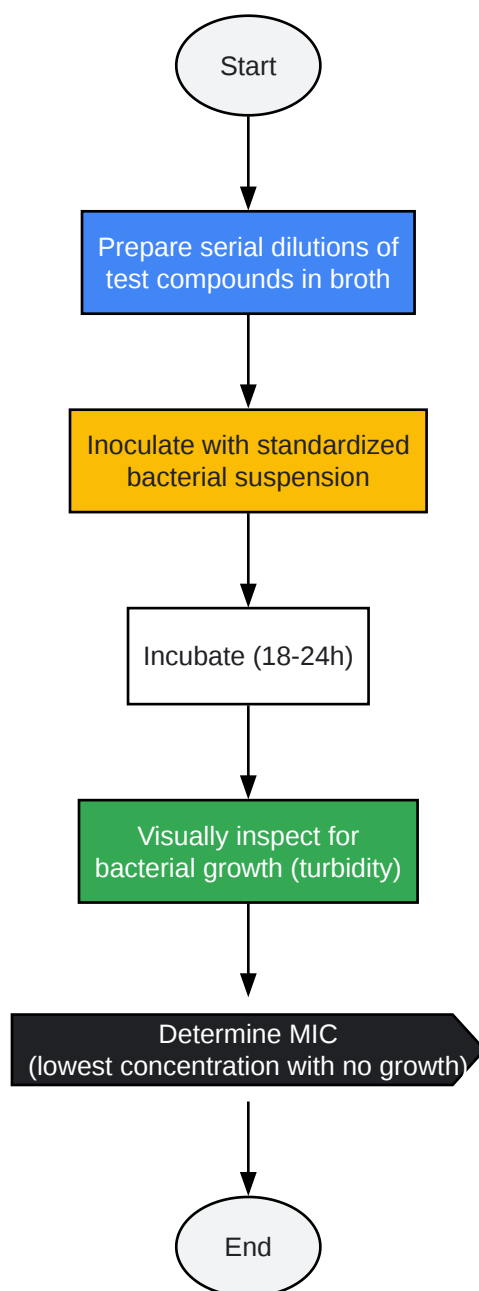 Start
Prepare serial dilutions of
test compounds in broth
Inoculate with standardized
bacterial suspension
Incubate (18-24h)
Visually inspect for
bacterial growth (turbidity)
Determine MIC
(lowest concentration with no growth)
End